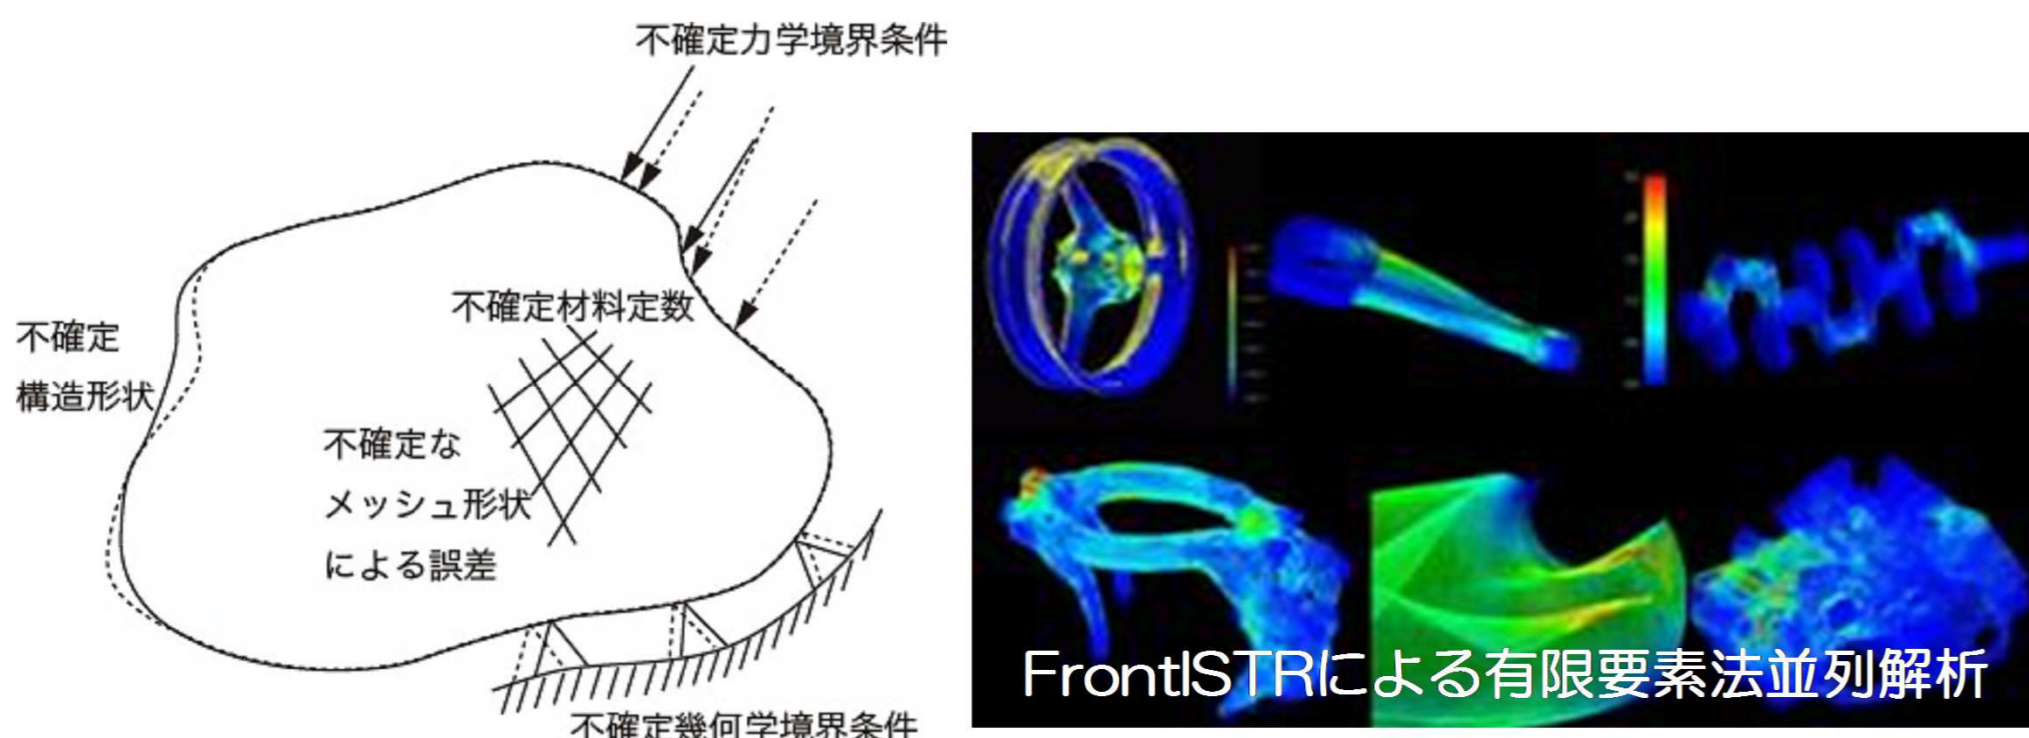 不確定力学境界条件
不確定材料定数
不確定
構造形状
不確定な
メッシュ形状
による誤差
不確定幾何学境界条件
FrontISTRによる有限要素法並列解析